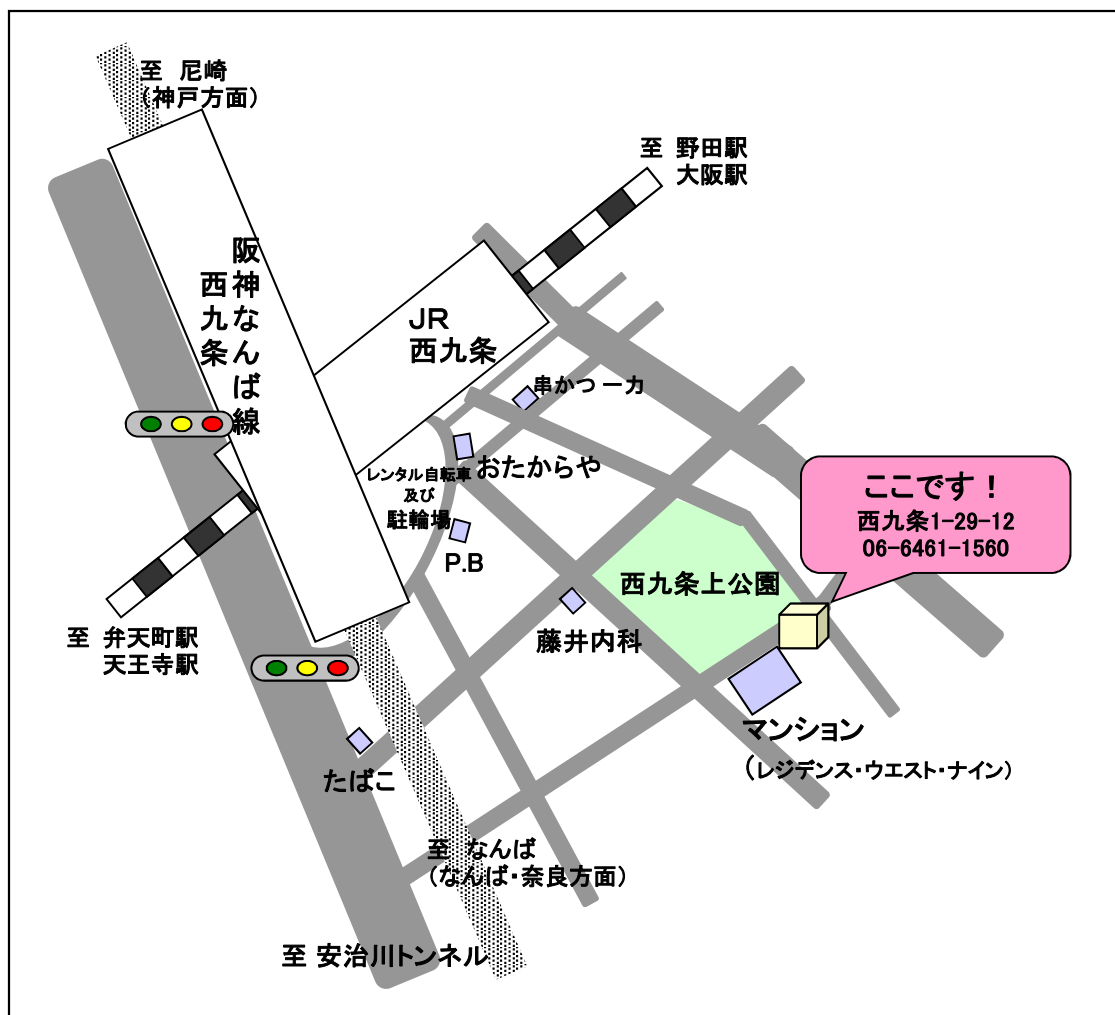 至 尼崎
(神戸方面)
至 野田駅
大阪駅
阪神なんば線
西九条
JR
西九条
串かつ 一力
おたからや
レンタル自転車
及び
駐輪場
P.B
ここです！
西九条1-29-12
06-6461-1560
西九条上公園
藤井内科
至 弁天町駅
天王寺駅
マンション
(レジデンス・ウエスト・ナイン)
たばこ
至 なんば
(なんば・奈良方面)
至 安治川トンネル